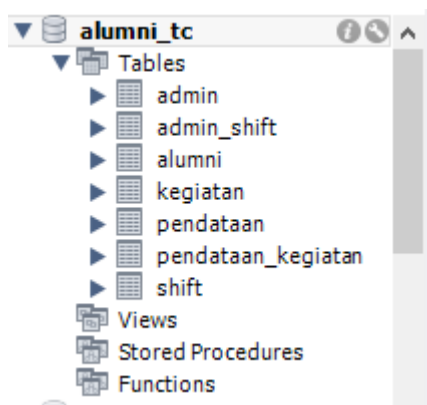 alumni_tc
Tables
admin
admin_shift
alumni
kegiatan
pendataan
pendataan_kegiatan
shift
Views
Stored Procedures
Functions